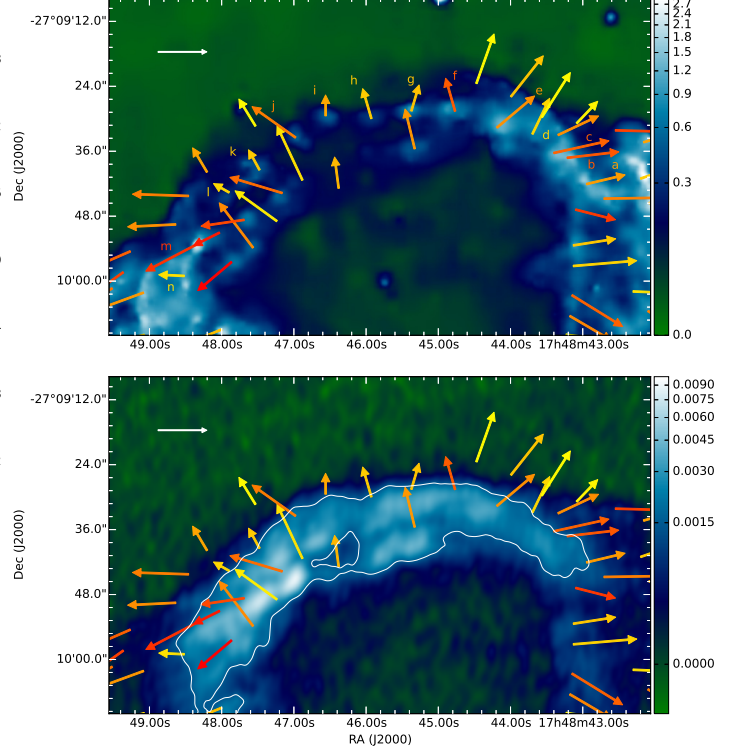 -27°09'12.0"
24.0"
36.0"
48.0"
10'00.0"
Dec (J2000)
i
h
g
f
e
j
d
c
k
b
a
l
m
n
49.00s
48.00s
47.00s
46.00s
45.00s
44.00s
17h48m43.00s
2.7
2.4
2.1
1.8
1.5
1.2
0.9
0.6
0.3
0.0
-27°09'12.0"
24.0"
36.0"
48.0"
10'00.0"
Dec (J2000)
49.00s
48.00s
47.00s
46.00s
45.00s
44.00s
17h48m43.00s
RA (J2000)
0.0090
0.0075
0.0060
0.0045
0.0030
0.0015
0.0000